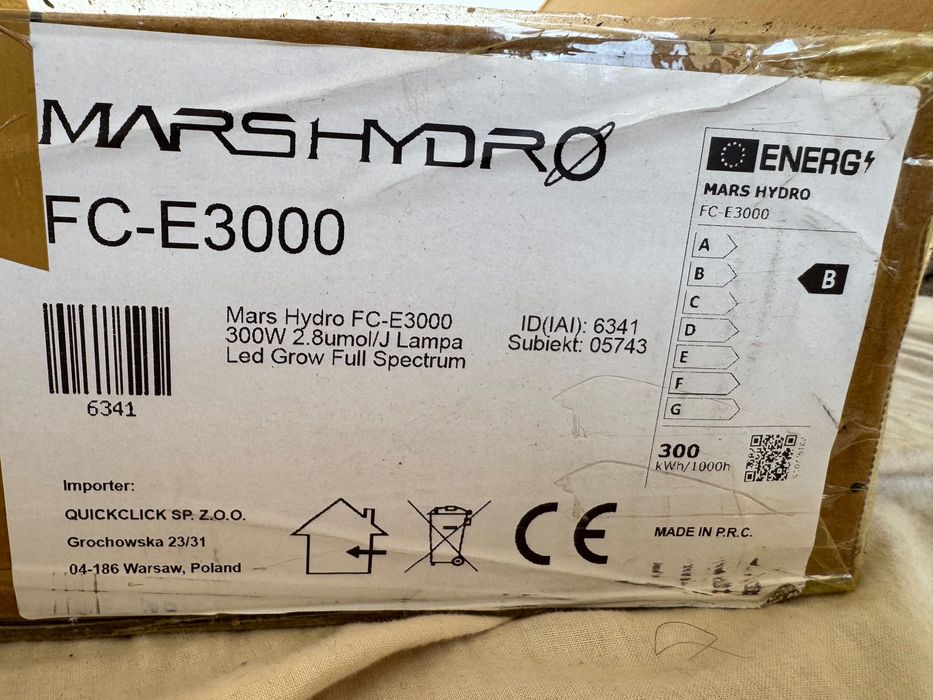 MARS HYDRO
FC-E3000
6341
Mars Hydro FC-E3000
300W 2.8umol/J Lampa
Led Grow Full Spectrum
ID(IAI): 6341
Subiekt: 05743
ENERG
MARS HYDRO
FC-E3000
A
B
C
D
E
F
G
B
300
kWh/1000h
Importer:
QUICKCLICK SP. Z.O.O.
Grochowska 23/31
04-186 Warsaw, Poland
CE
MADE IN P.R.C.